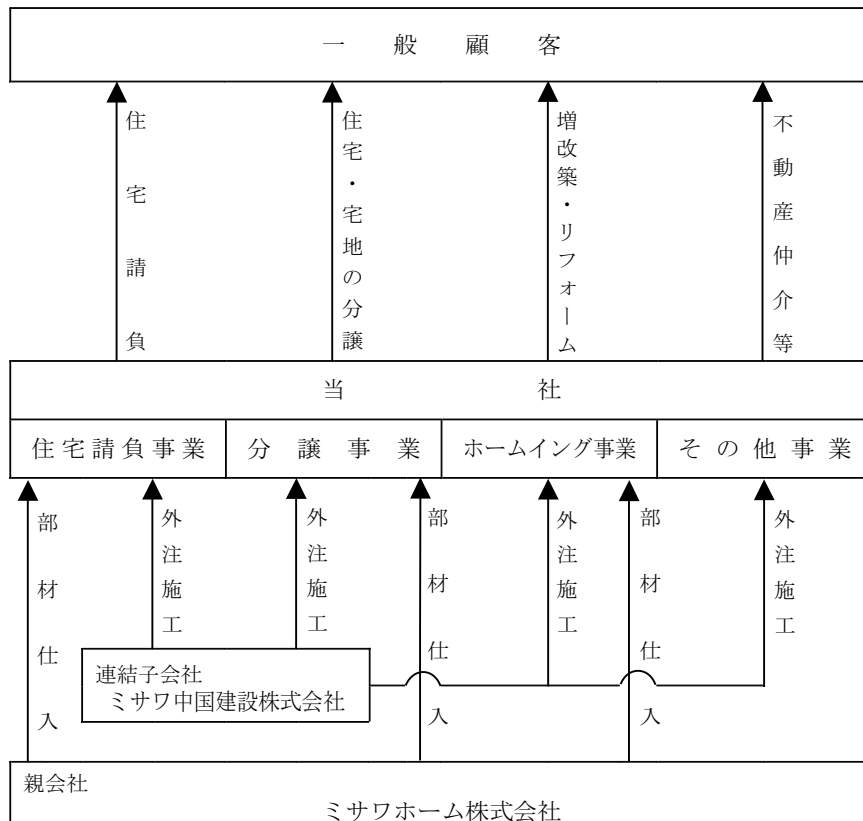 一般顧客
住宅請負
住宅・宅地の分譲
増改築・リフォーム
不動産仲介等
当社
住宅請負事業
分譲事業
ホームイング事業
その他事業
部材仕入
外注施工
外注施工
部材仕入
外注施工
部材仕入
外注施工
連結子会社
ミサワ中国建設株式会社
親会社
ミサワホーム株式会社